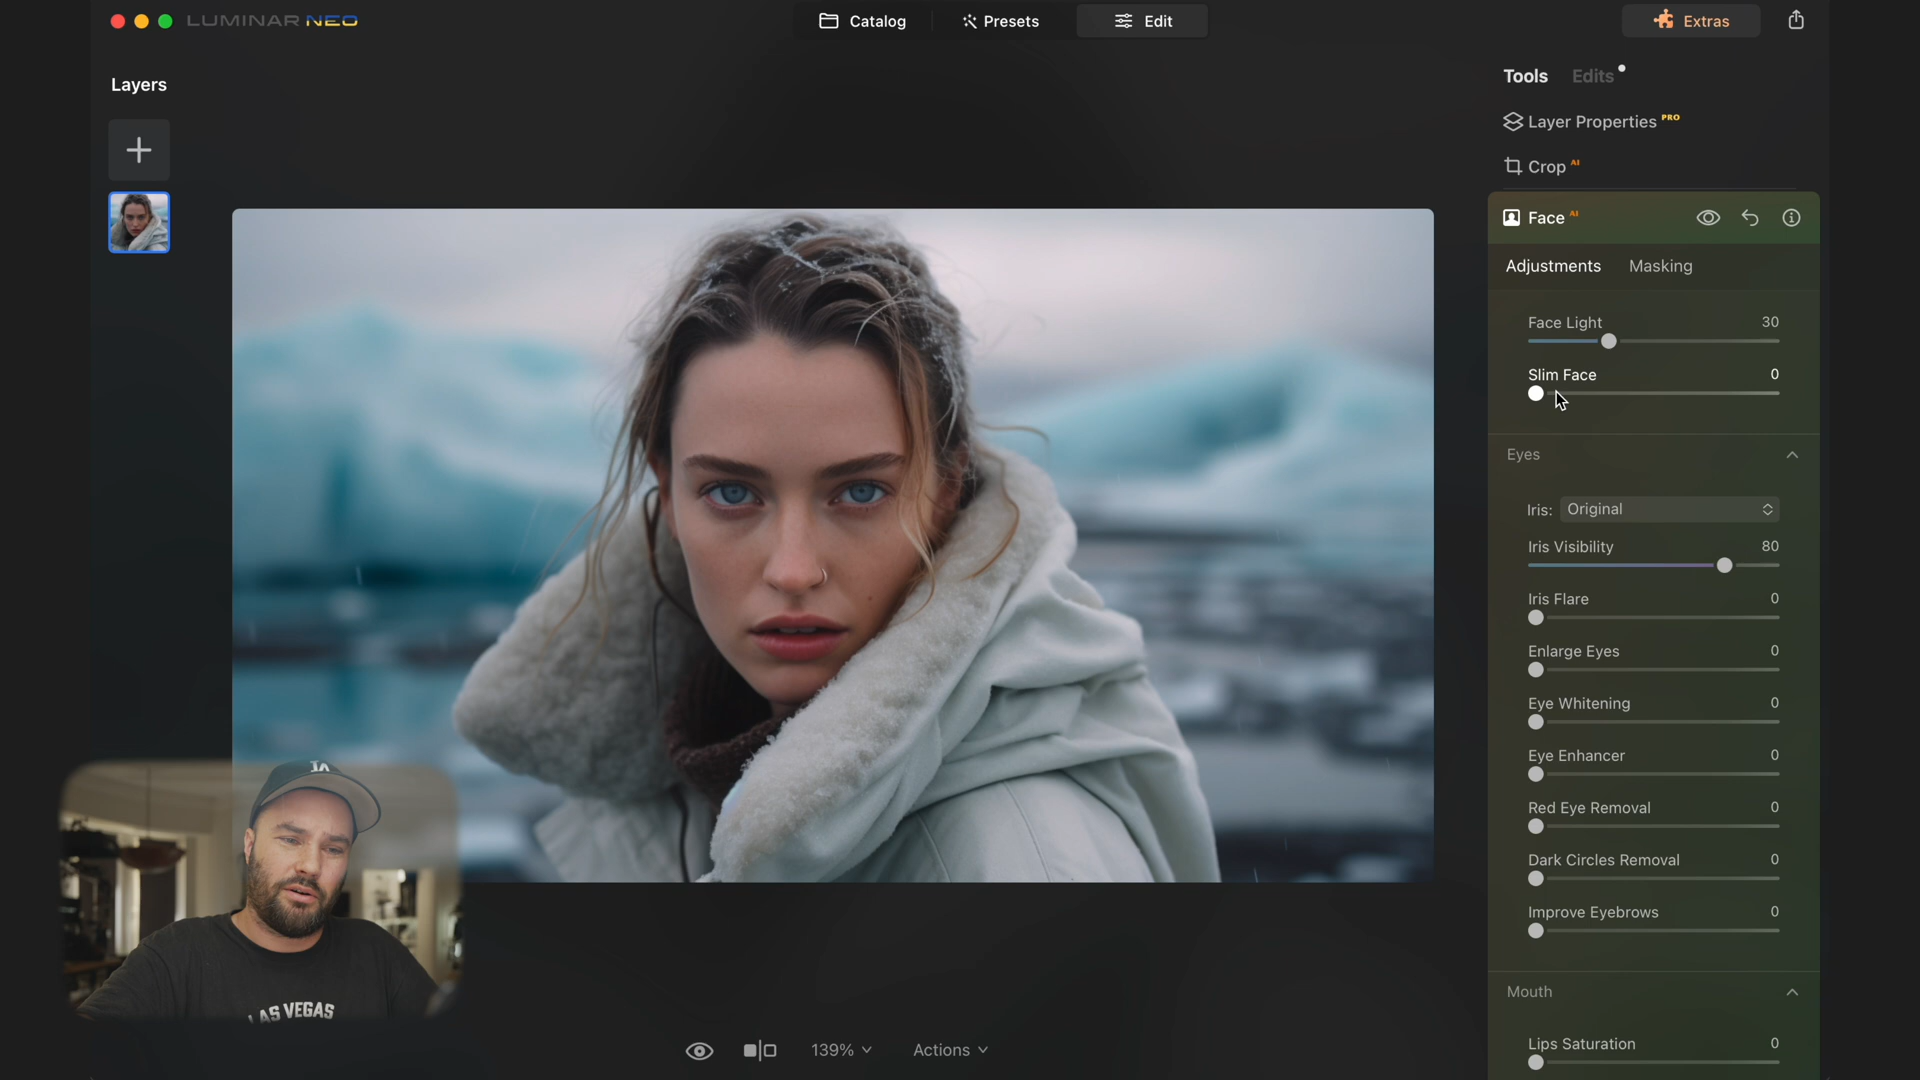 LUMINAR NEO
Catalog
Presets
Edit
Extras
Layers
Tools
Edits
Layer Properties PRO
Crop AI
Face AI
Adjustments
Masking
Face Light 30
Slim Face 0
Eyes
Iris: Original
Iris Visibility 80
Iris Flare 0
Enlarge Eyes 0
Eye Whitening 0
Eye Enhancer 0
Red Eye Removal 0
Dark Circles Removal 0
Improve Eyebrows 0
Mouth
Lips Saturation 0
LAS VEGAS
139%
Actions